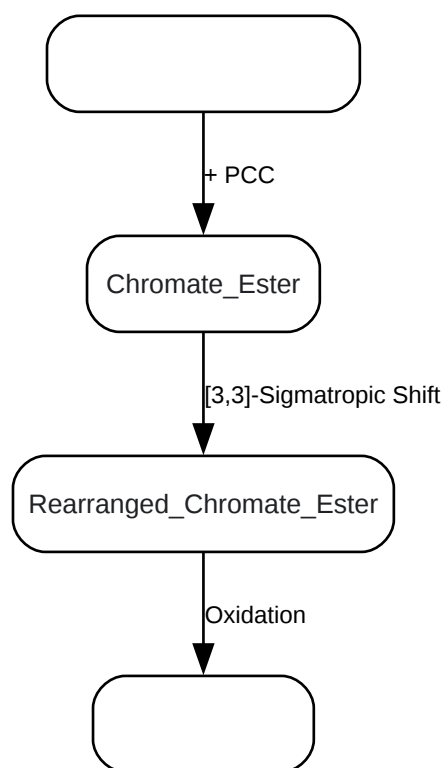 + PCC
Chromate_Ester
[3,3]-Sigmatropic Shift
Rearranged_Chromate_Ester
Oxidation